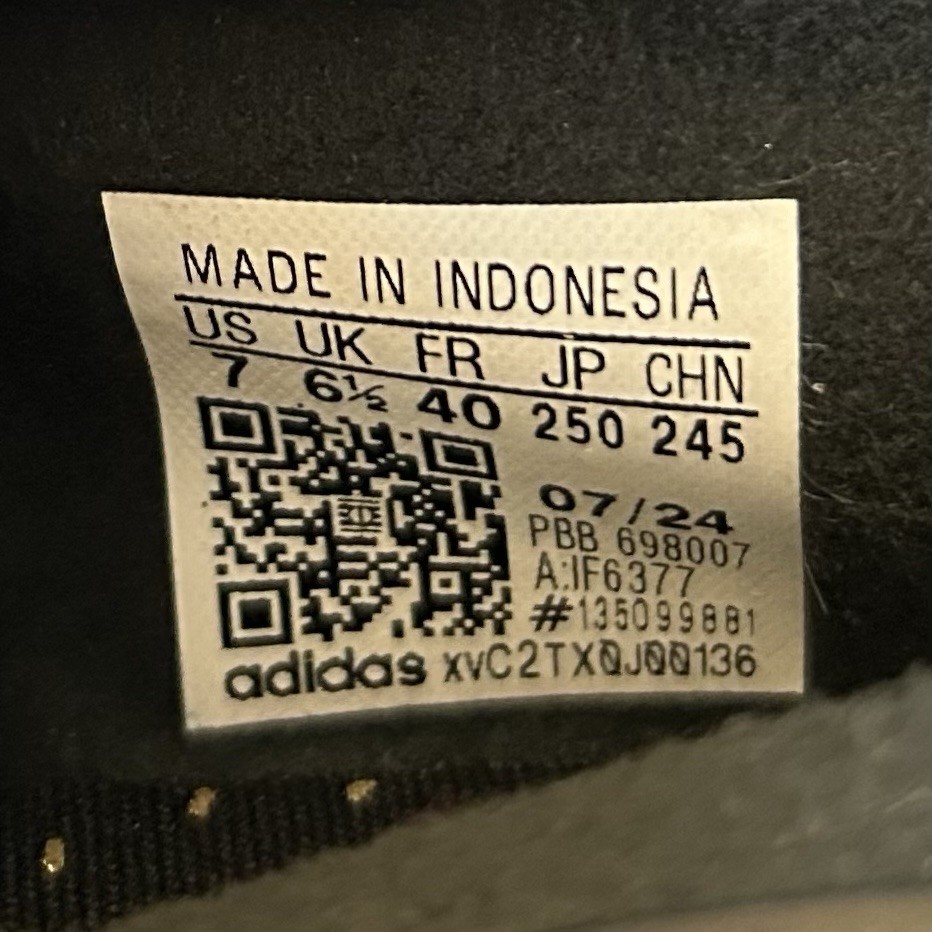 MADE IN INDONESIA
US UK FR JP CHN
7 6½ 40 250 245
07/24
PBB 698007
A:IF6377
#135099881
adidas XVC2TX0J00136